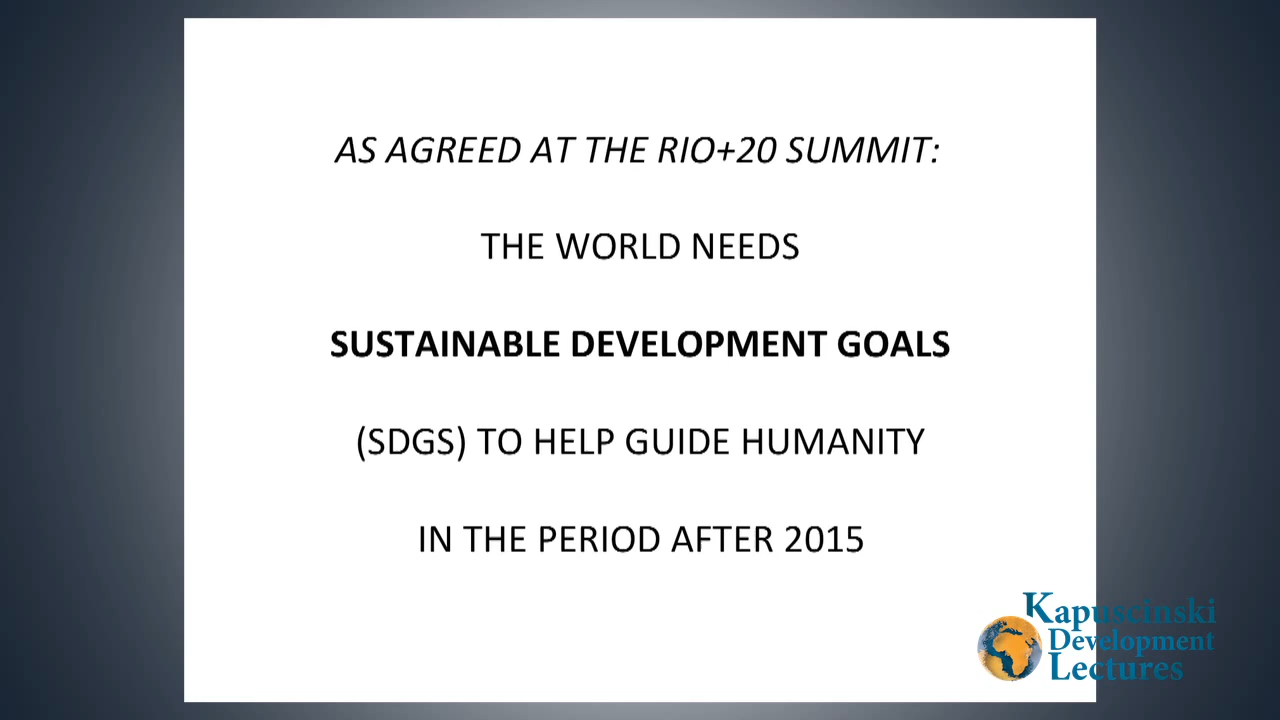 AS AGREED AT THE RIO+20 SUMMIT:
THE WORLD NEEDS
SUSTAINABLE DEVELOPMENT GOALS
(SDGS) TO HELP GUIDE HUMANITY
IN THE PERIOD AFTER 2015
Kapuscinski
Development
Lectures